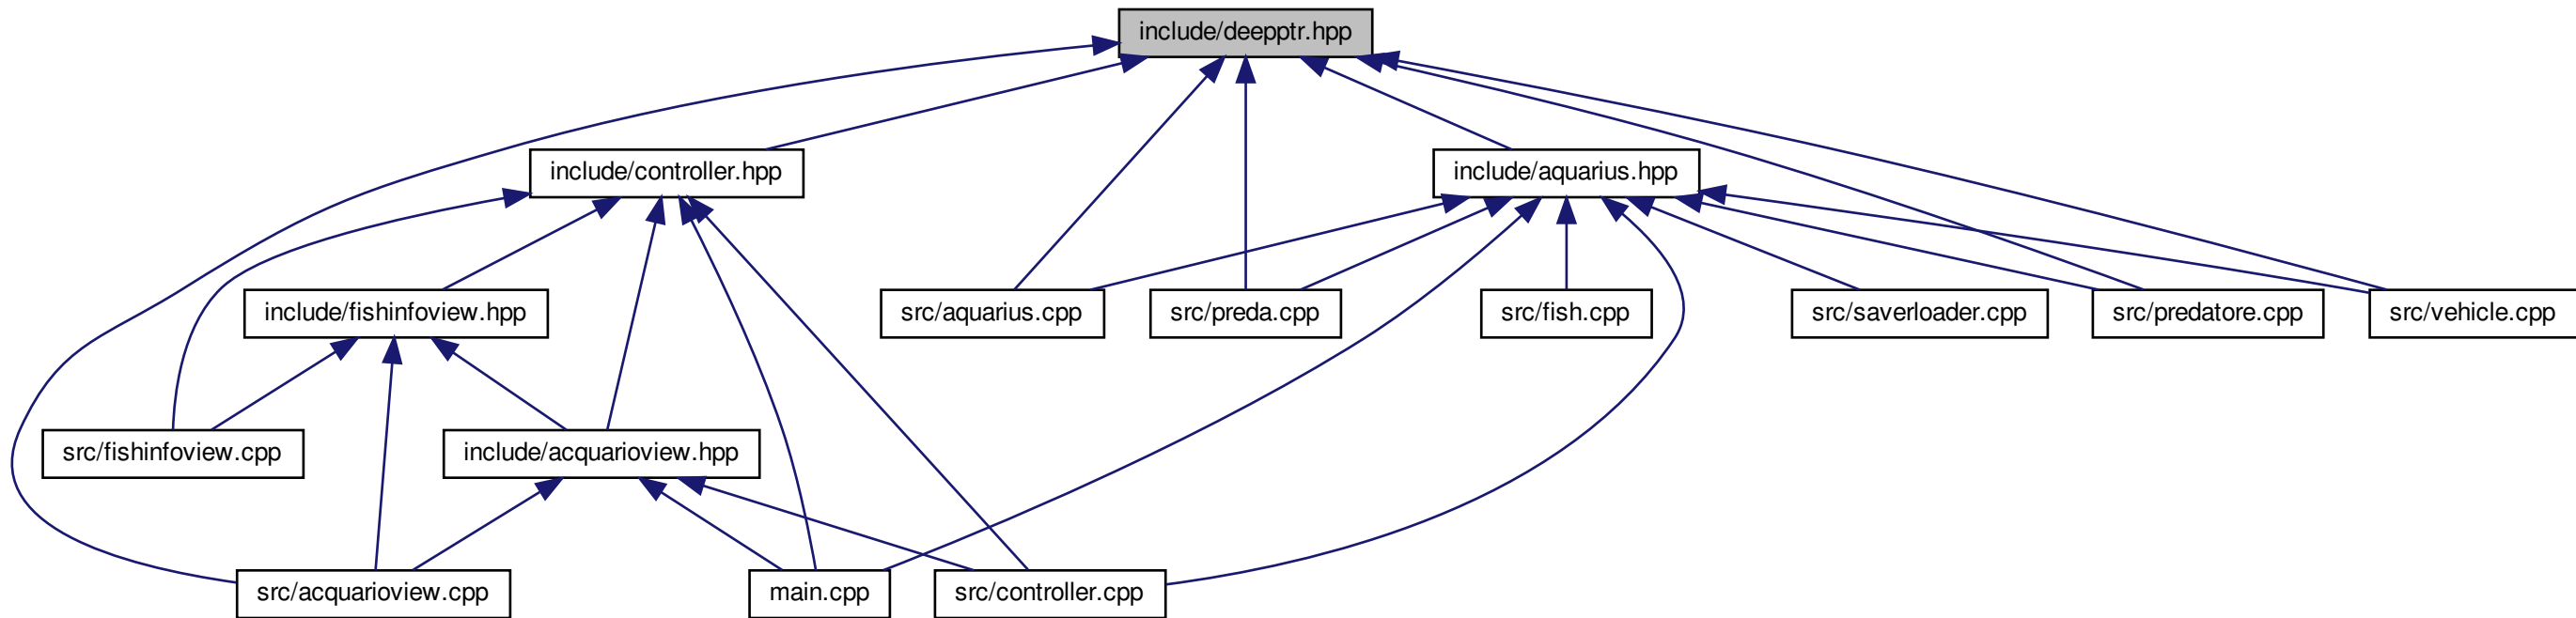 include/deepptr.hpp
include/controller.hpp
include/aquarius.hpp
include/fishinfoview.hpp
src/aquarius.cpp
src/preda.cpp
src/fish.cpp
src/saverloader.cpp
src/predatore.cpp
src/vehicle.cpp
src/fishinfoview.cpp
include/acquarioview.hpp
src/acquarioview.cpp
main.cpp
src/controller.cpp